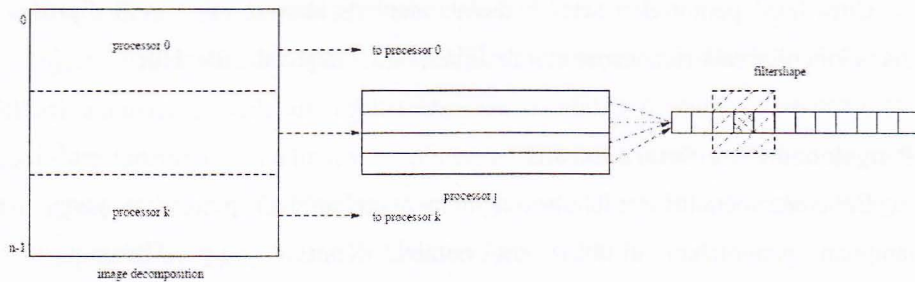 0
processor 0
to processor 0
filtershape
processor j
processor k
to processor k
n-1
image decomposition